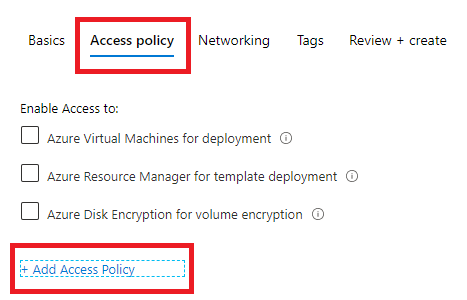 Basics Access policy Networking Tags Review + create
Enable Access to:
Azure Virtual Machines for deployment
Azure Resource Manager for template deployment
Azure Disk Encryption for volume encryption
+ Add Access Policy